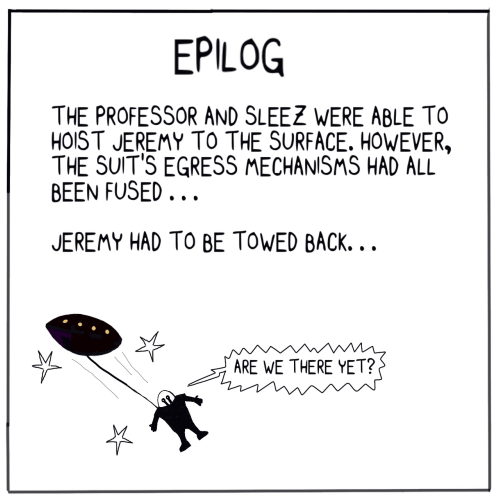 EPILOG
THE PROFESSOR AND SLEEZ WERE ABLE TO
HOIST JEREMY TO THE SURFACE. HOWEVER,
THE SUIT'S EGRESS MECHANISMS HAD ALL
BEEN FUSED...
JEREMY HAD TO BE TOWED BACK...
ARE WE THERE YET?